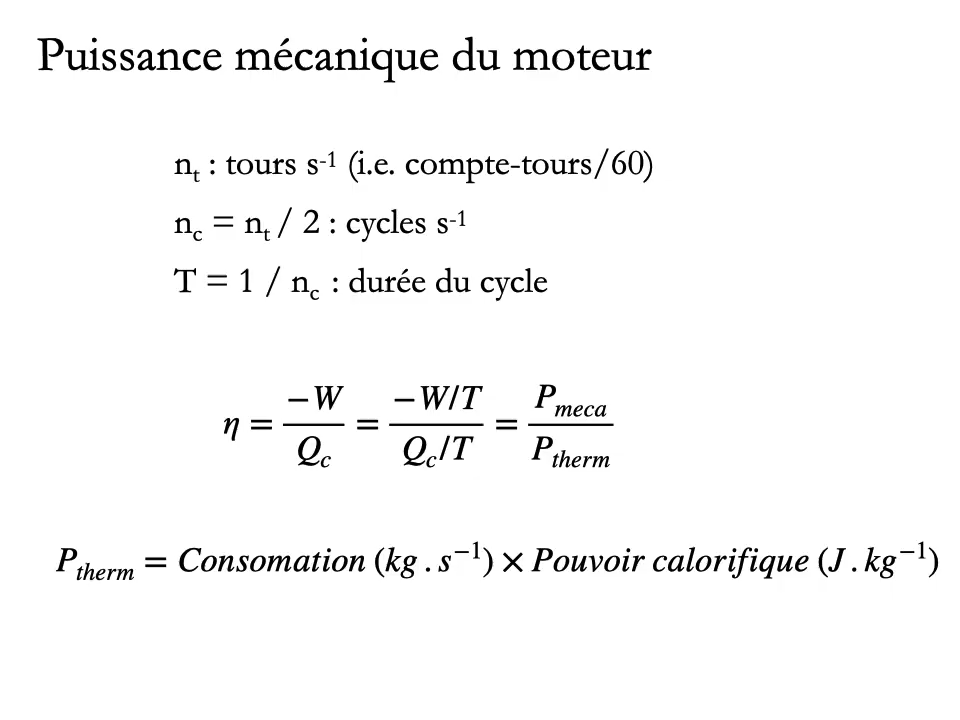 Puissance mécanique du moteur
nt : tours s-1 (i.e. compte-tours/60)
nc = nt / 2 : cycles s-1
T = 1 / nc : durée du cycle
η = −W/Qc = (−W/T)/(Qc/T) = Pmeca/Ptherm
Ptherm = Consomation (kg . s−1) × Pouvoir calorifique (J . kg−1)